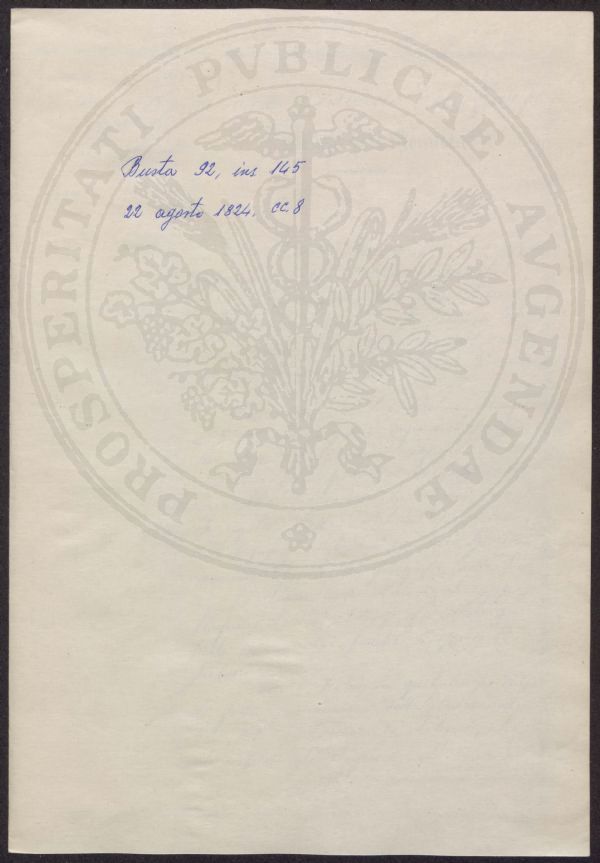 PROSPERITATI PVBLICAE AVGENDAE
Busta 92, ins 145
22 agosto 1824. cc. 8